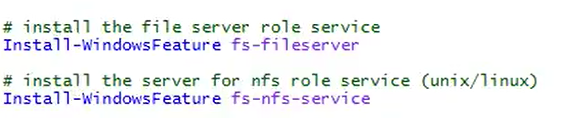 # install the file server role service
Install-WindowsFeature fs-fileserver
# install the server for nfs role service (unix/linux)
Install-WindowsFeature fs-nfs-service